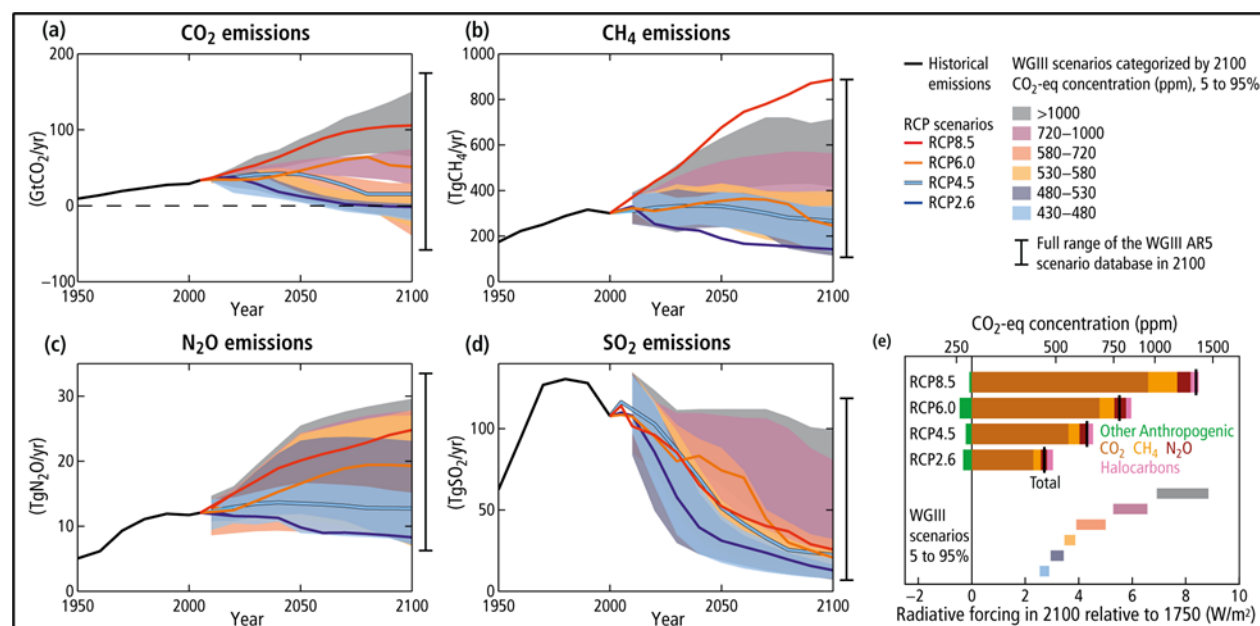 (a)
CO₂ emissions
(GtCO₂/yr)
200
100
0
−100
1950
2000
2050
2100
Year
(b)
CH₄ emissions
(TgCH₄/yr)
1000
800
600
400
200
0
1950
2000
2050
2100
Year
Historical
emissions
RCP scenarios
RCP8.5
RCP6.0
RCP4.5
RCP2.6
WGIII scenarios categorized by 2100
CO₂-eq concentration (ppm), 5 to 95%
>1000
720−1000
580−720
530−580
480−530
430−480
Full range of the WGIII AR5
scenario database in 2100
(c)
N₂O emissions
(TgN₂O/yr)
30
20
10
0
1950
2000
2050
2100
Year
(d)
SO₂ emissions
(TgSO₂/yr)
100
50
0
1950
2000
2050
2100
Year
(e)
CO₂-eq concentration (ppm)
250
500
750
1000
1500
RCP8.5
RCP6.0
RCP4.5
RCP2.6
Other Anthropogenic
CO₂ CH₄ N₂O
Halocarbons
Total
WGIII
scenarios
5 to 95%
−2
0
2
4
6
8
10
Radiative forcing in 2100 relative to 1750 (W/m²)